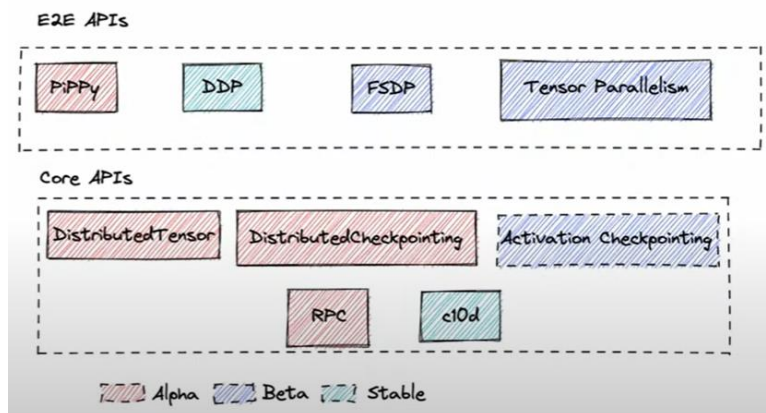 E2E APIs
PiPPy DDP FSDP Tensor Parallelism
Core APIs
DistributedTensor DistributedCheckpointing Activation Checkpointing
RPC c10d
Alpha Beta Stable